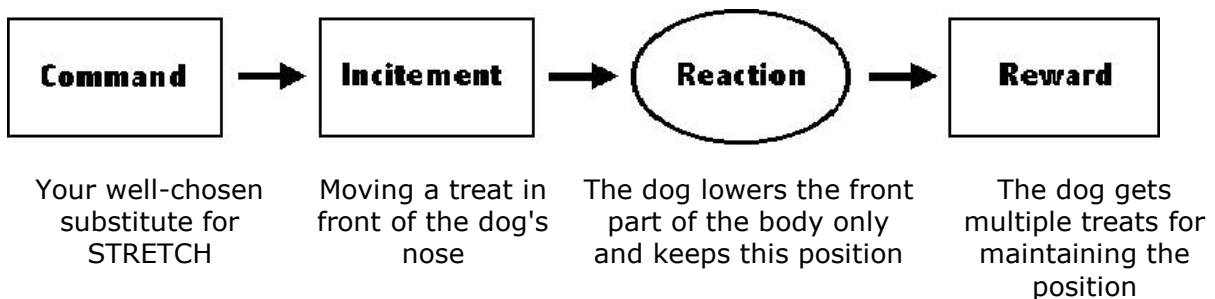 Command
Incitement
Reaction
Reward
Your well-chosen
substitute for
STRETCH
Moving a treat in
front of the dog's
nose
The dog lowers the front
part of the body only
and keeps this position
The dog gets
multiple treats for
maintaining the
position